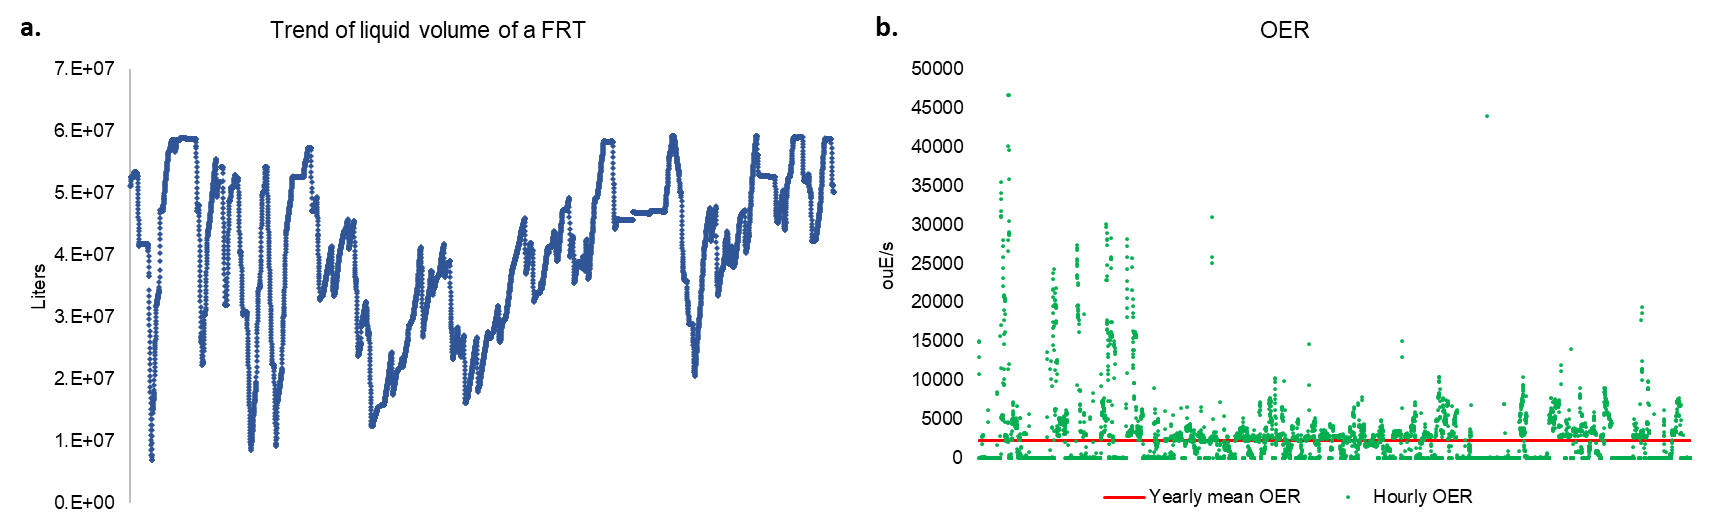 a.
Trend of liquid volume of a FRT
7.E+07
6.E+07
5.E+07
4.E+07
3.E+07
2.E+07
1.E+07
0.E+00
Liters
b.
OER
50000
45000
40000
35000
30000
25000
20000
15000
10000
5000
0
ouE/s
Yearly mean OER
Hourly OER